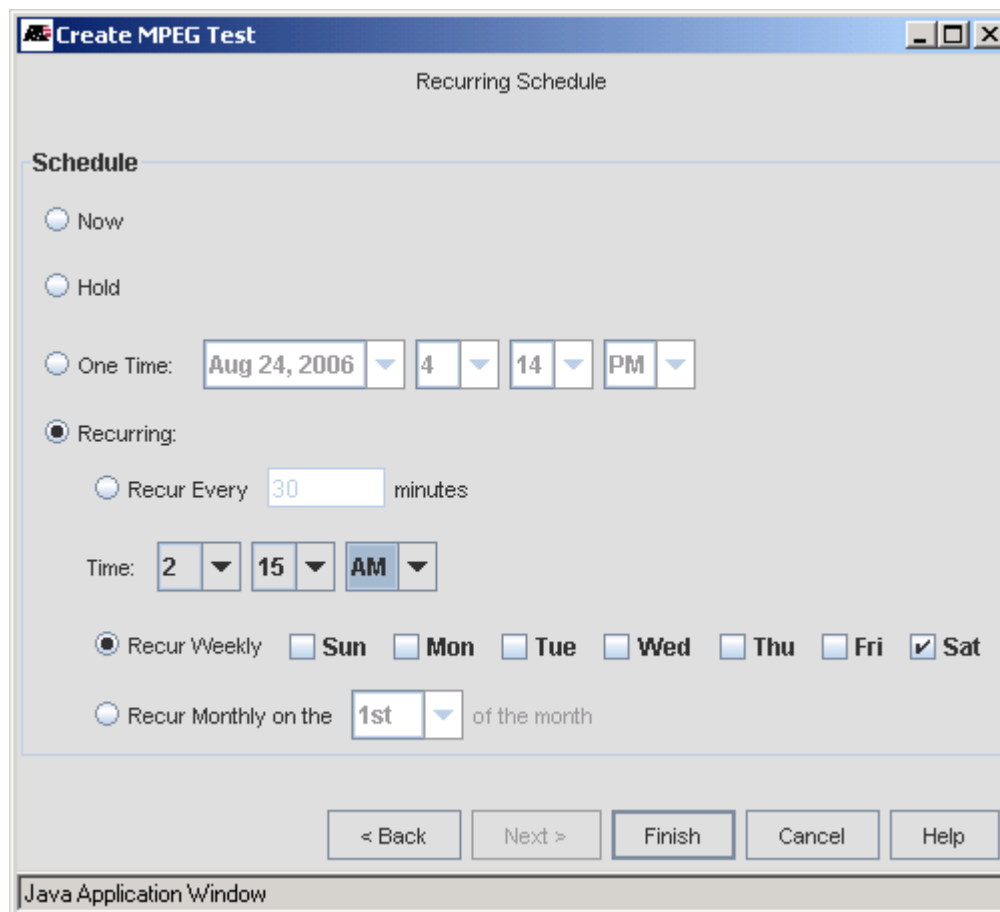 Create MPEG Test
Recurring Schedule
Schedule
Now
Hold
One Time: Aug 24, 2006 4 14 PM
Recurring:
Recur Every 30 minutes
Time: 2 15 AM
Recur Weekly Sun Mon Tue Wed Thu Fri Sat
Recur Monthly on the 1st of the month
< Back Next > Finish Cancel Help
Java Application Window